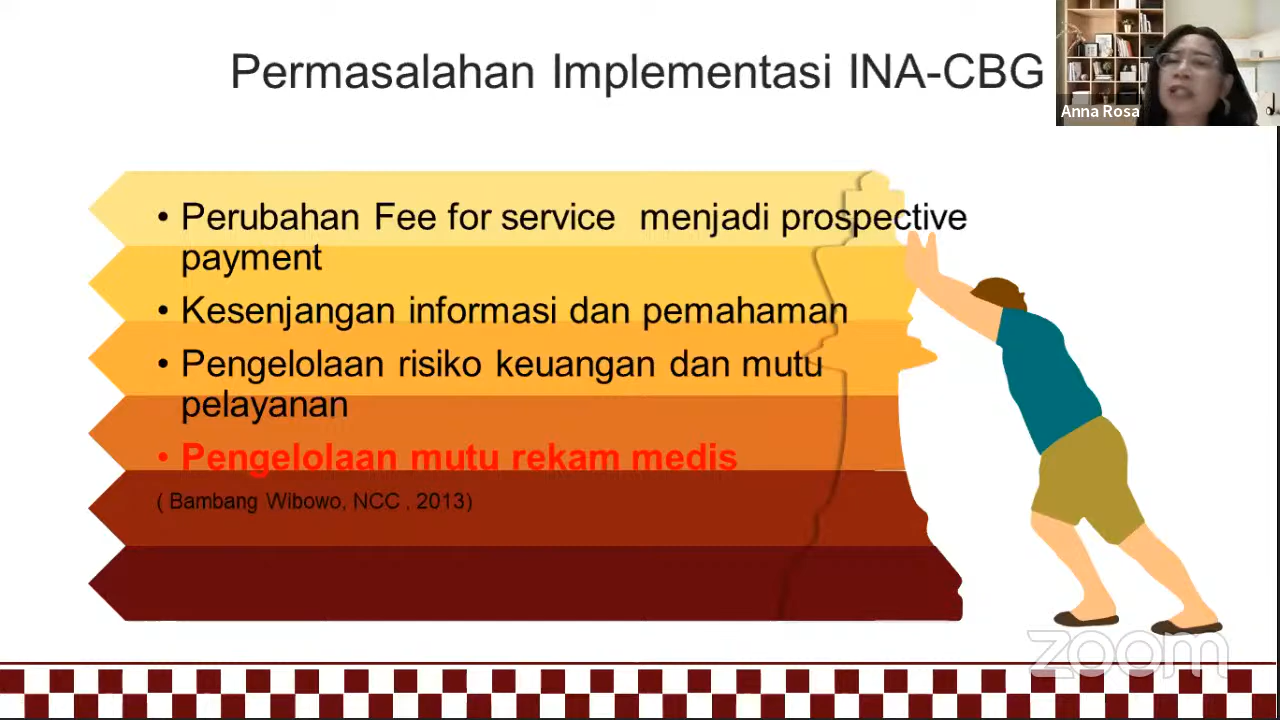 Permasalahan Implementasi INA-CBG
Anna Rosa
• Perubahan Fee for service menjadi prospective
payment
• Kesenjangan informasi dan pemahaman
• Pengelolaan risiko keuangan dan mutu
pelayanan
• Pengelolaan mutu rekam medis
( Bambang Wibowo, NCC , 2013)
zoom